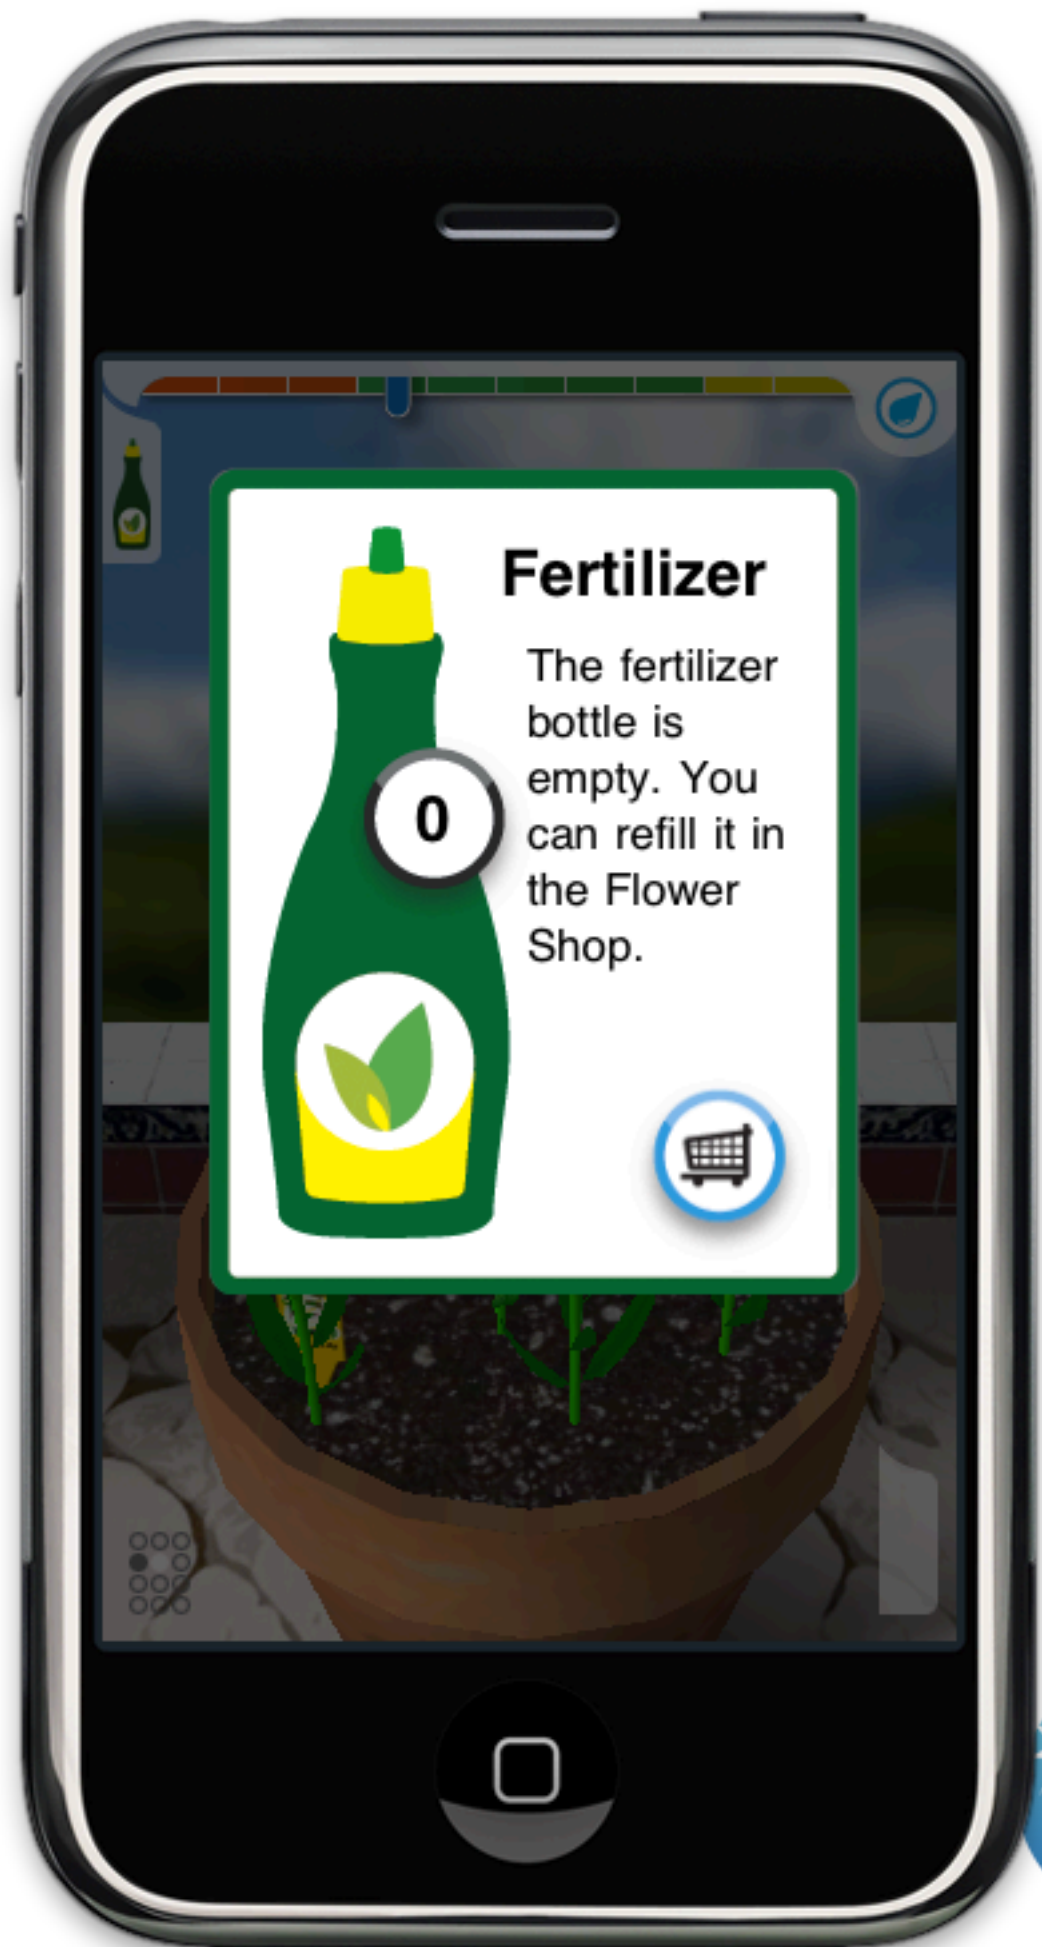 Fertilizer
The fertilizer
bottle is
empty. You
can refill it in
the Flower
Shop.
0